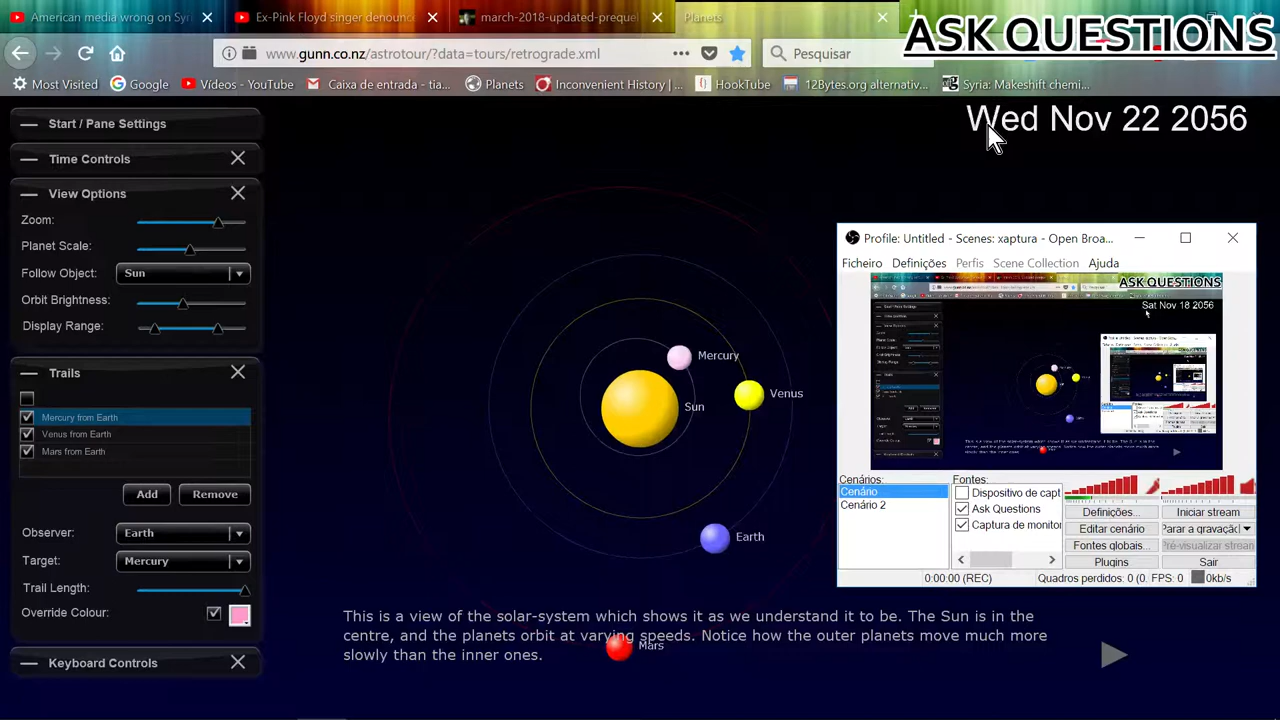 American media wrong on Syri
Ex-Pink Floyd singer denounce
march-2018-updated-prequel
Planets
ASK QUESTIONS
www.gunn.co.nz/astrotour/?data=tours/retrograde.xml
Pesquisar
Most Visited
Google
Vídeos - YouTube
Caixa de entrada - tia...
Planets
Inconvenient History | ...
HookTube
12Bytes.org alternativ...
Syria: Makeshift chemi...
Start / Pane Settings
Wed Nov 22 2056
Time Controls
View Options
Zoom:
Planet Scale:
Follow Object: Sun
Orbit Brightness:
Display Range:
Trails
Mercury from Earth
Venus from Earth
Mars from Earth
Add Remove
Observer: Earth
Target: Mercury
Trail Length:
Override Colour:
Keyboard Controls
Mercury
Venus
Sun
Earth
Mars
This is a view of the solar-system which shows it as we understand it to be. The Sun is in the
centre, and the planets orbit at varying speeds. Notice how the outer planets move much more
slowly than the inner ones.
Profile: Untitled - Scenes: xaptura - Open Broa...
Ficheiro Definições Perfis Scene Collection Ajuda
ASK QUESTIONS
Sat Nov 18 2056
Cenários:
Cenário
Cenário 2
Fontes:
Dispositivo de capt
Ask Questions
Captura de monitor
Definições...
Iniciar stream
Editar cenário
Parar a gravação
Fontes globais...
Pré-visualizar stream
Plugins
Sair
0:00:00 (REC)
Quadros perdidos: 0 (0.
FPS: 0
0kb/s